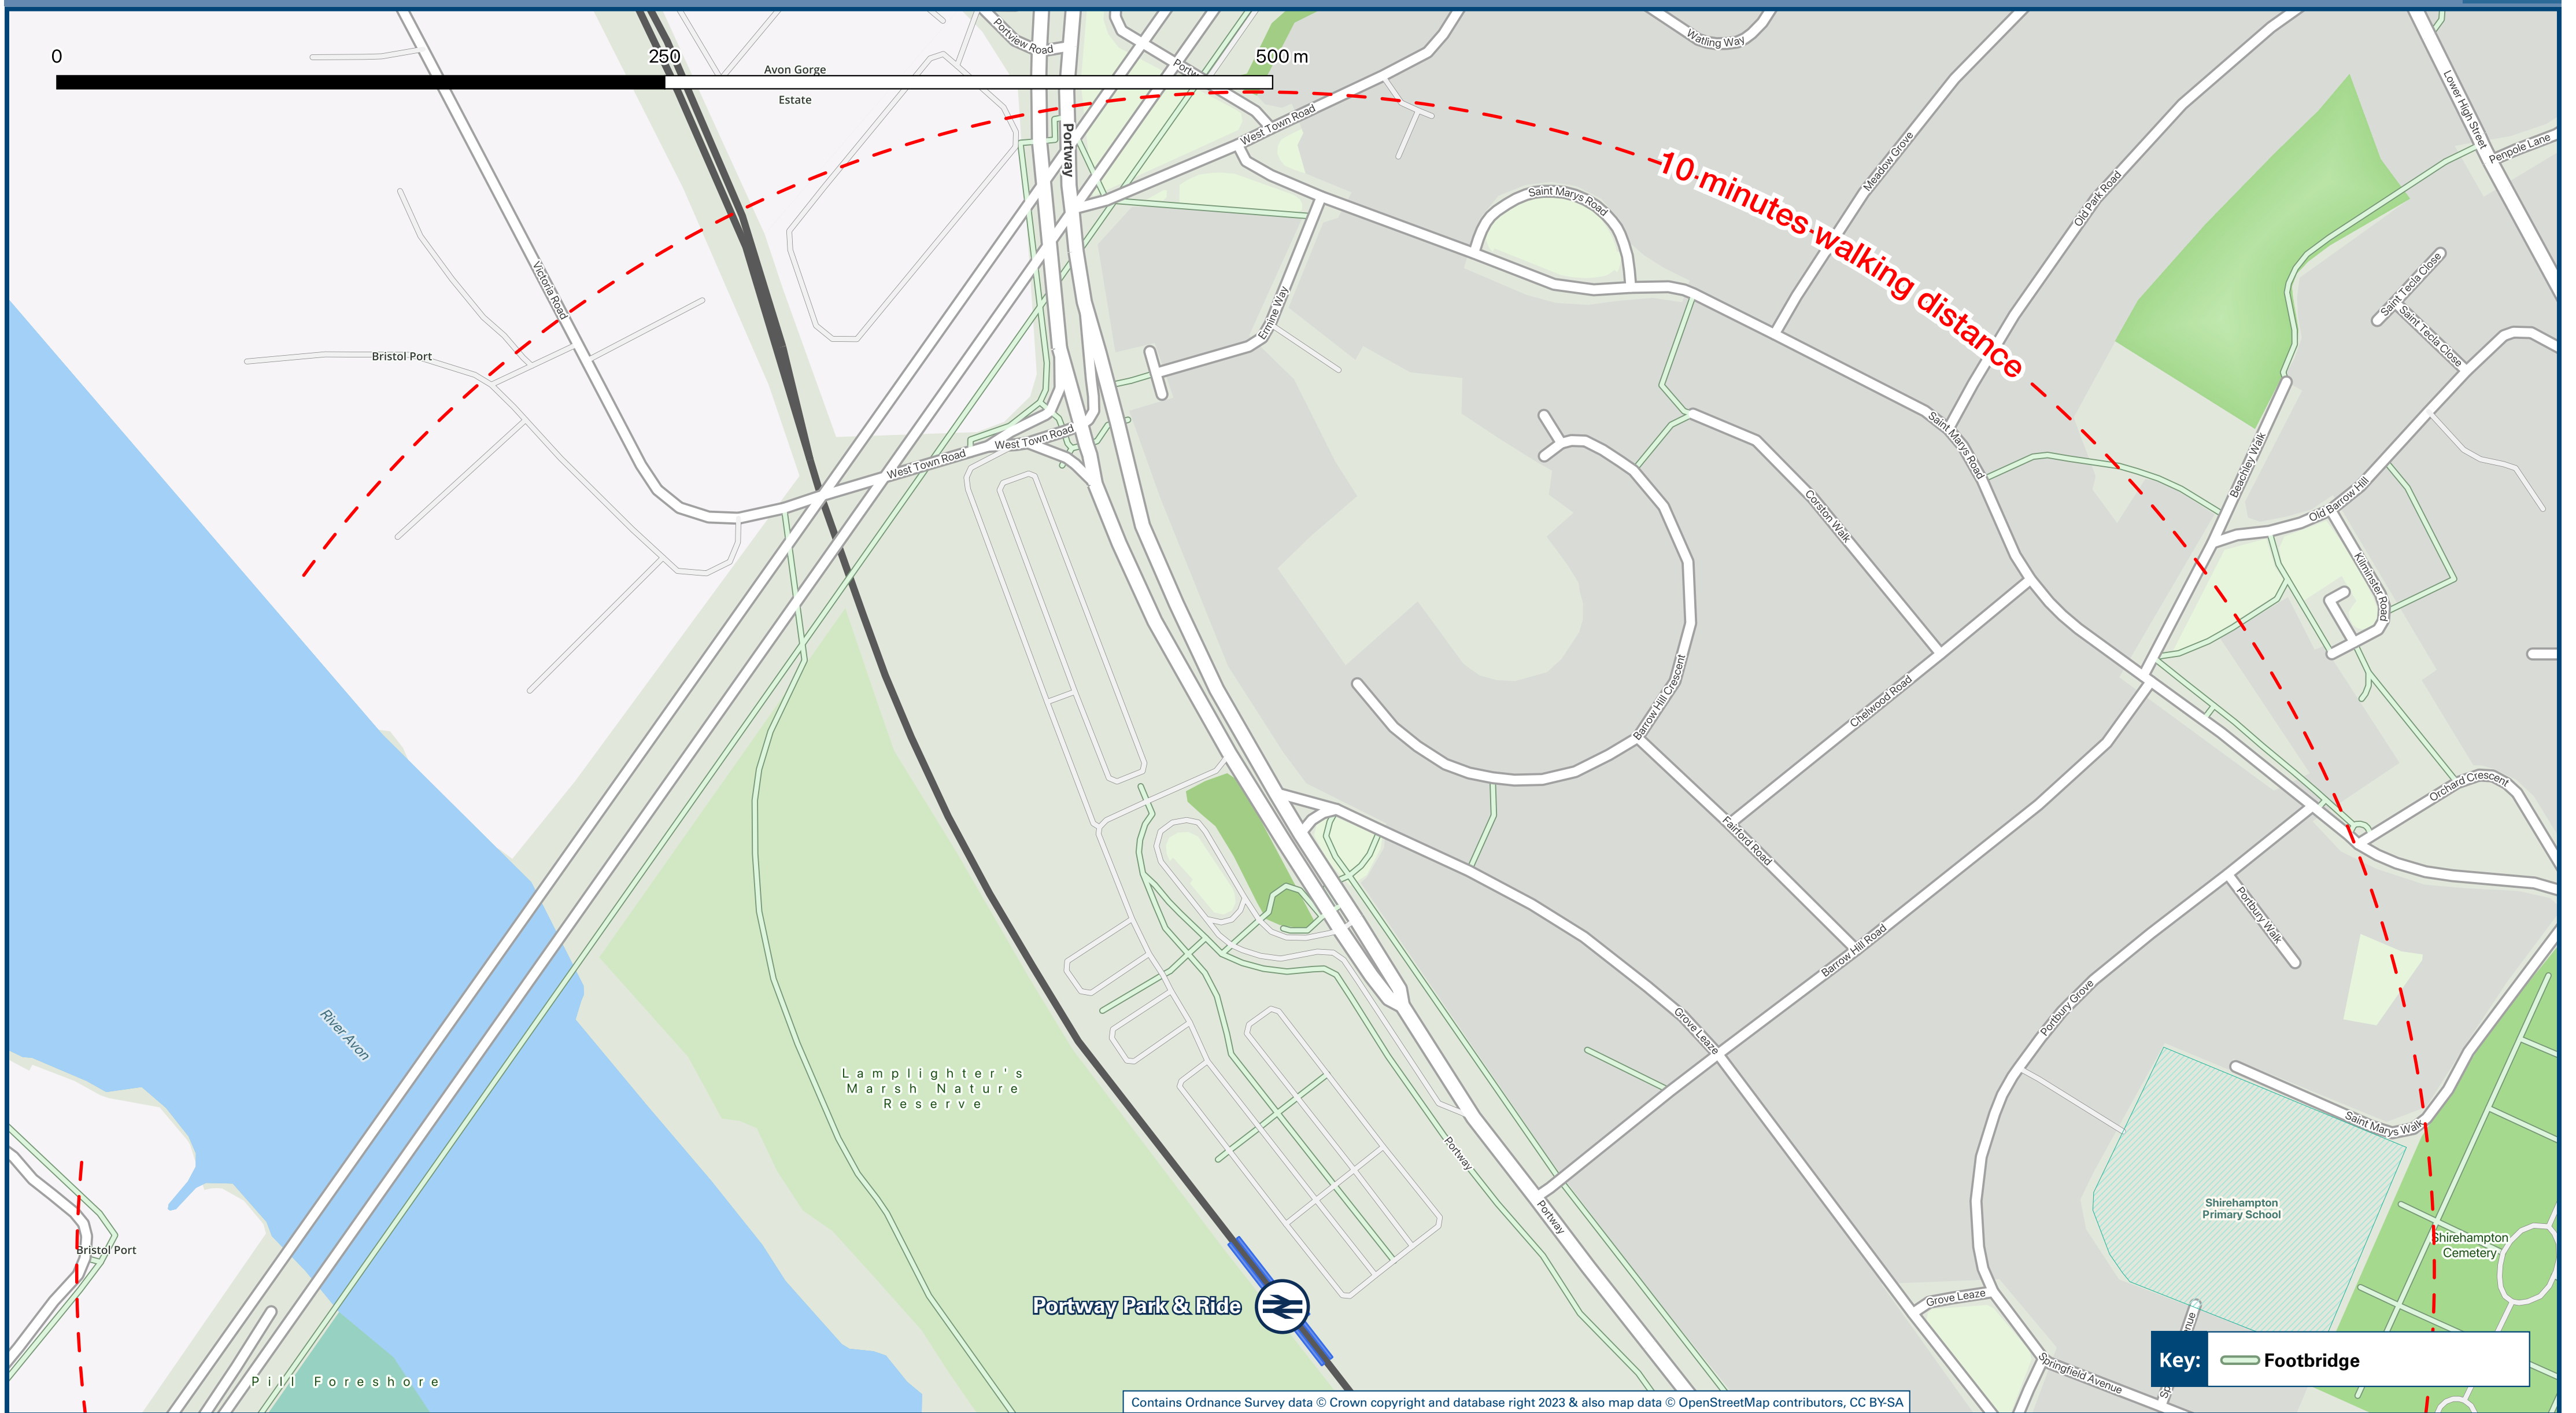 0
250
500 m
Avon Gorge
Estate
Portview Road
Portway
West Town Road
Watling Way
Lower High Street
Penpole Lane
Meadow Grove
Old Park Road
Saint Marys Road
10 minutes walking distance
Saint Tecla Close
Saint Tecla Close
Victoria Road
Ermine Way
Bristol Port
West Town Road
West Town Road
Saint Marys Road
Beachley Walk
Old Barrow Hill
Corston Walk
Kilminster Road
Barrow Hill Crescent
Chelwood Road
Orchard Crescent
Fairford Road
Portbury Walk
Barrow Hill Road
Portbury Grove
Grove Leaze
River Avon
Lamplighter's
Marsh Nature
Reserve
Saint Marys Walk
Portway
Portway
Shirehampton
Primary School
Shirehampton
Cemetery
Bristol Port
Portway Park & Ride
Grove Leaze
Springfield Avenue
Pill Foreshore
Key:
Footbridge
Contains Ordnance Survey data © Crown copyright and database right 2023 & also map data © OpenStreetMap contributors, CC BY-SA